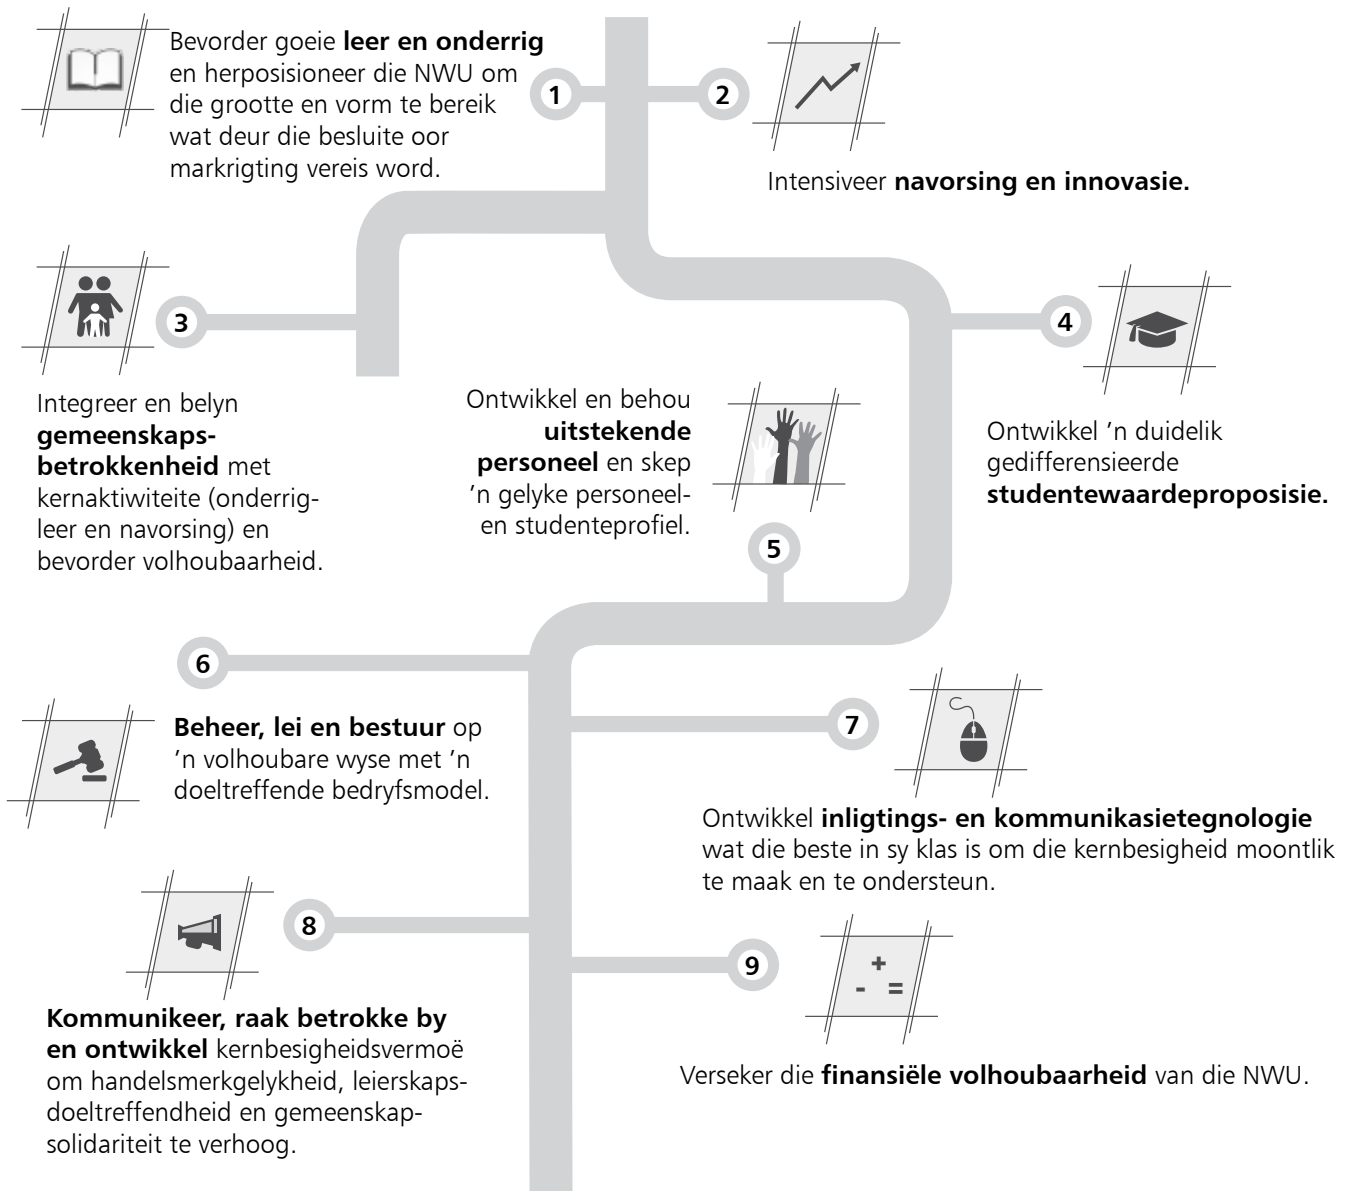 Bevorder goeie leer en onderrig
en herposisioneer die NWU om
die grootte en vorm te bereik
wat deur die besluite oor
markrigting vereis word.
1
2
Intensiveer navorsing en innovasie.
3
Integreer en belyn
gemeenskaps-
betrokkenheid met
kernaktiwiteite (onderrig-
leer en navorsing) en
bevorder volhoubaarheid.
4
Ontwikkel ’n duidelik
gedifferensieerde
studentewaardeproposisie.
Ontwikkel en behou
uitstekende
personeel en skep
’n gelyke personeel-
en studenteprofiel.
5
6
Beheer, lei en bestuur op
’n volhoubare wyse met ’n
doeltreffende bedryfsmodel.
7
Ontwikkel inligtings- en kommunikasietegnologie
wat die beste in sy klas is om die kernbesigheid moontlik
te maak en te ondersteun.
8
Kommunikeer, raak betrokke by
en ontwikkel kernbesigheidsvermoë
om handelsmerkgelykheid, leierskaps-
doeltreffendheid en gemeenskap-
solidariteit te verhoog.
9
+
- =
Verseker die finansiële volhoubaarheid van die NWU.